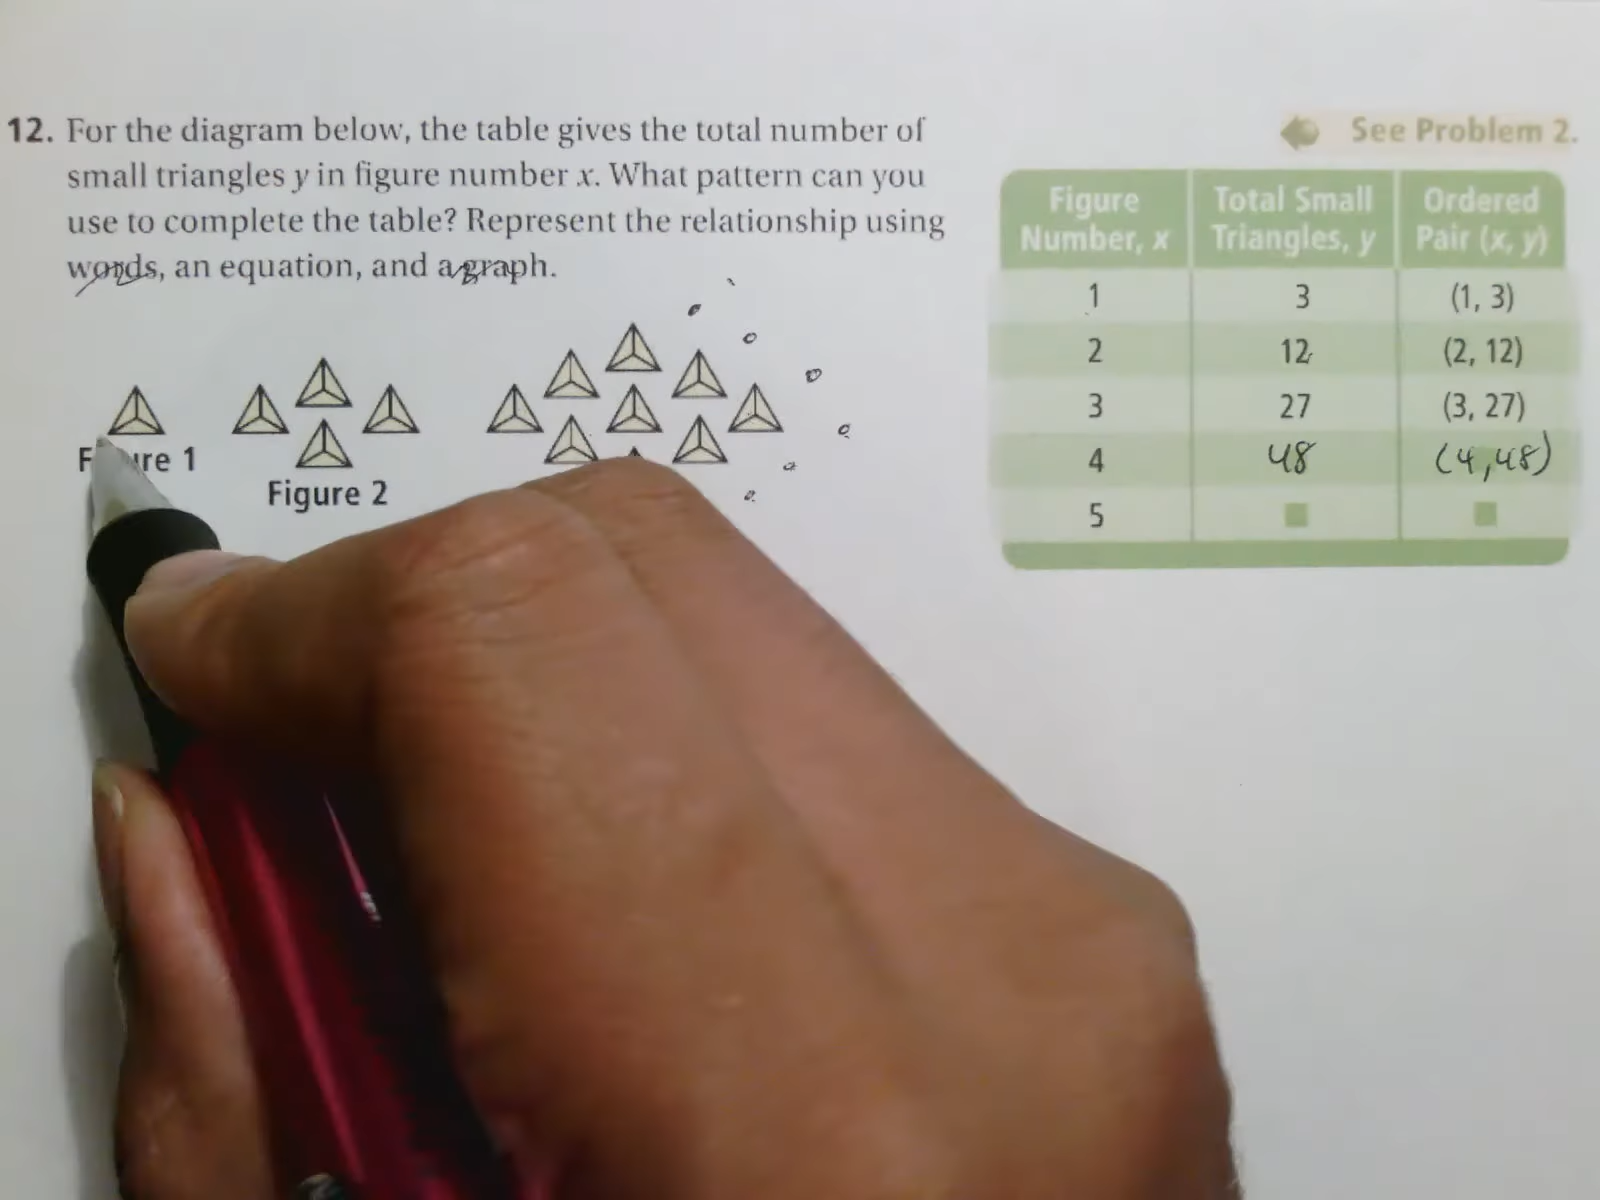 12. For the diagram below, the table gives the total number of
small triangles y in figure number x. What pattern can you
use to complete the table? Represent the relationship using
words, an equation, and a graph.
Figure 2
See Problem 2.
Figure Number, x Total Small Triangles, y Ordered Pair (x, y)
1 3 (1, 3)
2 12 (2, 12)
3 27 (3, 27)
4 48 (4,48)
5